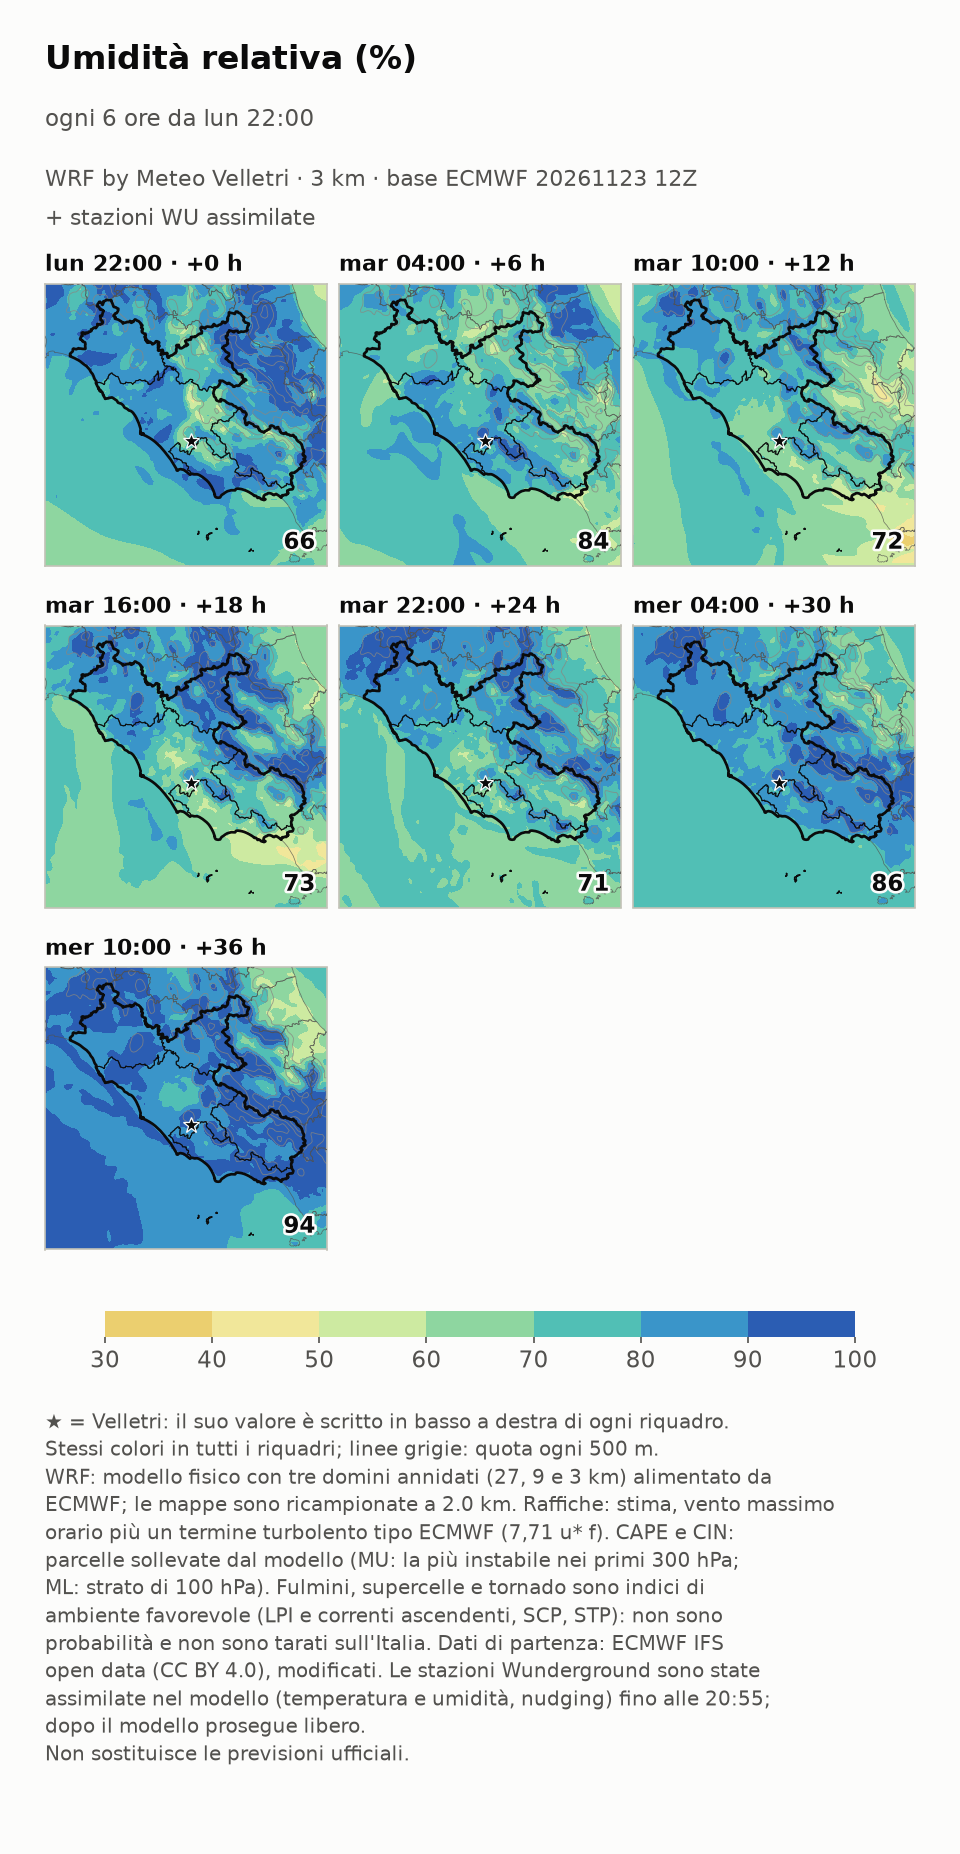 Umidità relativa (%)
ogni 6 ore da lun 22:00
WRF by Meteo Velletri · 3 km · base ECMWF 20261123 12Z
+ stazioni WU assimilate
lun 22:00 · +0 h
mar 04:00 · +6 h
mar 10:00 · +12 h
66
84
72
mar 16:00 · +18 h
mar 22:00 · +24 h
mer 04:00 · +30 h
73
71
86
mer 10:00 · +36 h
94
30 40 50 60 70 80 90 100
★ = Velletri: il suo valore è scritto in basso a destra di ogni riquadro.
Stessi colori in tutti i riquadri; linee grigie: quota ogni 500 m.
WRF: modello fisico con tre domini annidati (27, 9 e 3 km) alimentato da
ECMWF; le mappe sono ricampionate a 2.0 km. Raffiche: stima, vento massimo
orario più un termine turbolento tipo ECMWF (7,71 u* f). CAPE e CIN:
parcelle sollevate dal modello (MU: la più instabile nei primi 300 hPa;
ML: strato di 100 hPa). Fulmini, supercelle e tornado sono indici di
ambiente favorevole (LPI e correnti ascendenti, SCP, STP): non sono
probabilità e non sono tarati sull'Italia. Dati di partenza: ECMWF IFS
open data (CC BY 4.0), modificati. Le stazioni Wunderground sono state
assimilate nel modello (temperatura e umidità, nudging) fino alle 20:55;
dopo il modello prosegue libero.
Non sostituisce le previsioni ufficiali.